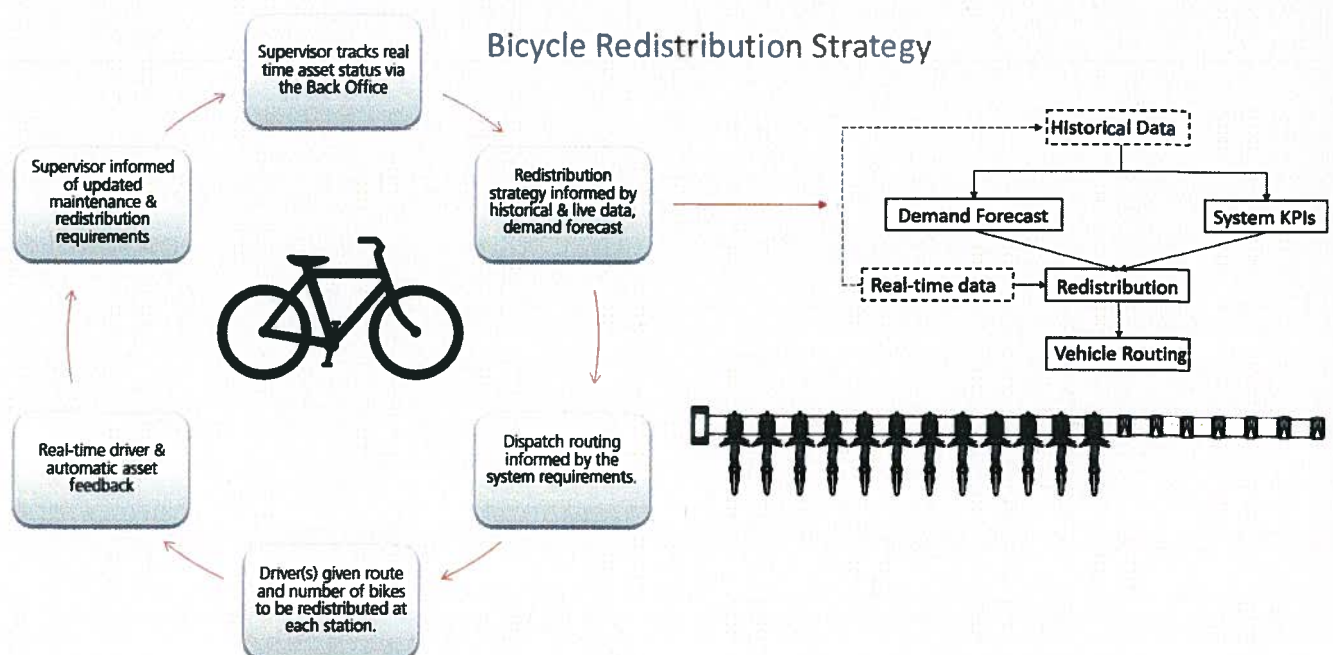 Bicycle Redistribution Strategy
Supervisor tracks real
time asset status via
the Back Office
Redistribution
strategy informed by
historical & live data,
demand forecast
Dispatch routing
informed by the
system requirements.
Driver(s) given route
and number of bikes
to be redistributed at
each station.
Real-time driver &
automatic asset
feedback
Supervisor informed
of updated
maintenance &
redistribution
requirements
Historical Data
Demand Forecast
System KPIs
Real-time data
Redistribution
Vehicle Routing